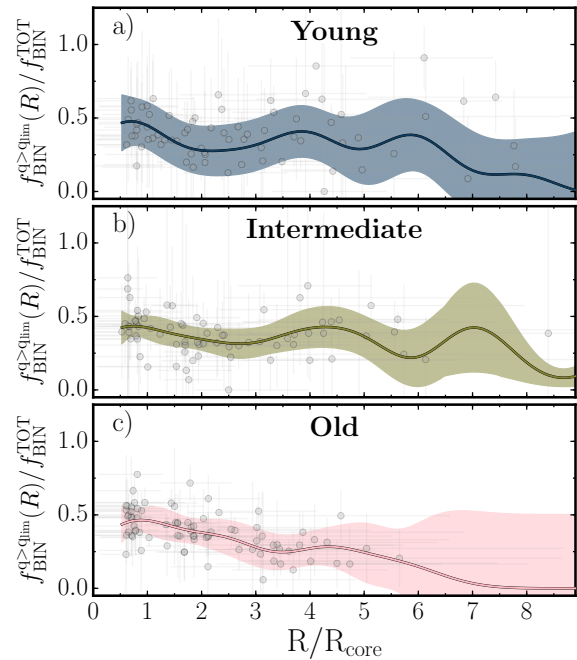 a) Young
1.0
0.5
0.0
f_BIN^{q>q_lim}(R)/f_BIN^TOT
b) Intermediate
1.0
0.5
0.0
f_BIN^{q>q_lim}(R)/f_BIN^TOT
c) Old
1.0
0.5
0.0
f_BIN^{q>q_lim}(R)/f_BIN^TOT
0 1 2 3 4 5 6 7 8
R/R_core